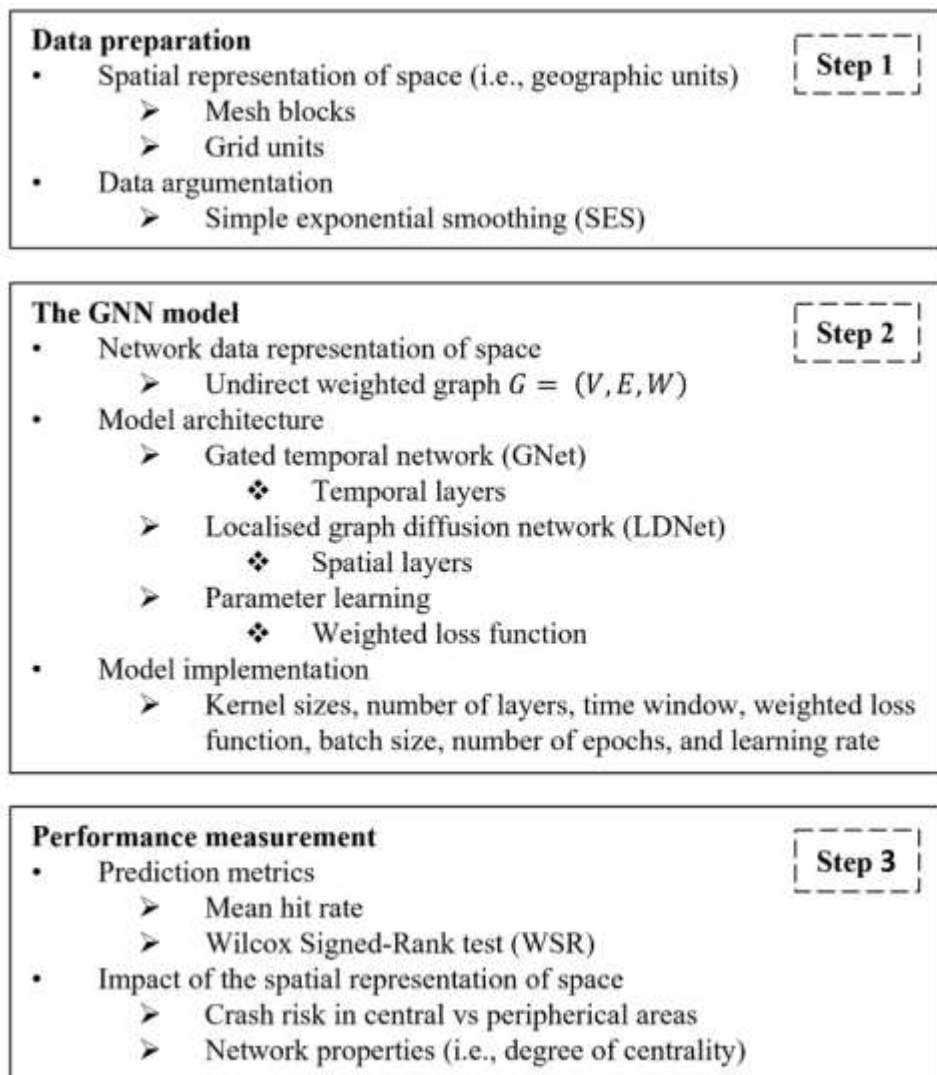 Data preparation
Step 1
• Spatial representation of space (i.e., geographic units)
➢ Mesh blocks
➢ Grid units
• Data argumentation
➢ Simple exponential smoothing (SES)
The GNN model
Step 2
• Network data representation of space
➢ Undirect weighted graph G = (V, E, W)
• Model architecture
➢ Gated temporal network (GNet)
❖ Temporal layers
➢ Localised graph diffusion network (LDNet)
❖ Spatial layers
➢ Parameter learning
❖ Weighted loss function
• Model implementation
➢ Kernel sizes, number of layers, time window, weighted loss
function, batch size, number of epochs, and learning rate
Performance measurement
Step 3
• Prediction metrics
➢ Mean hit rate
➢ Wilcox Signed-Rank test (WSR)
• Impact of the spatial representation of space
➢ Crash risk in central vs peripherical areas
➢ Network properties (i.e., degree of centrality)